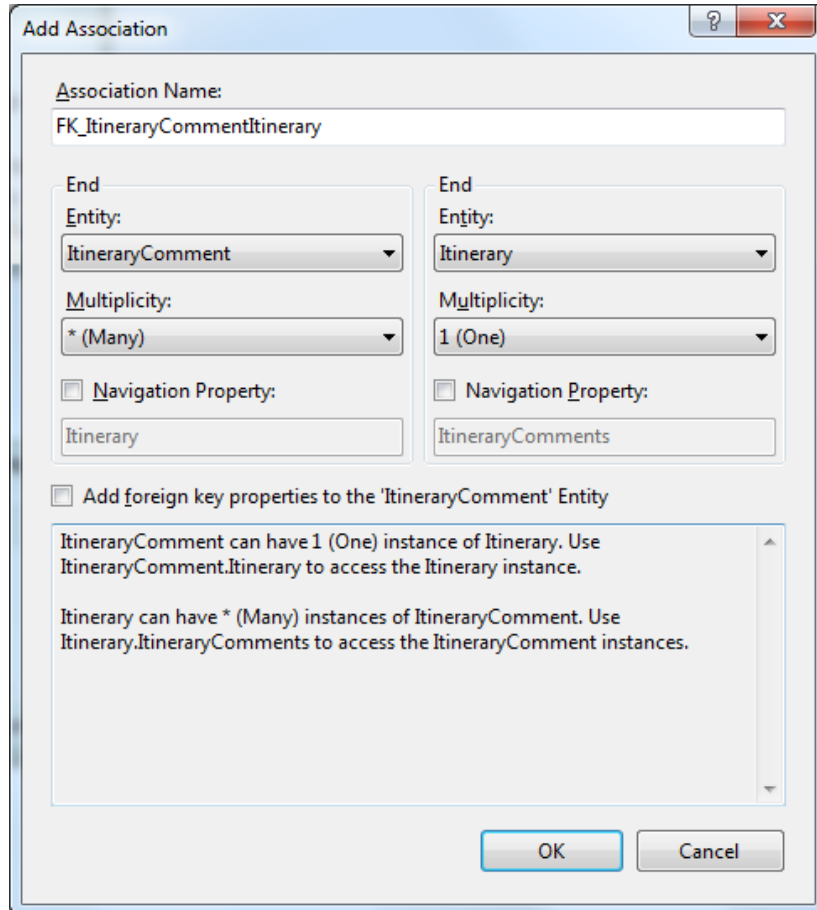 Add Association
Association Name:
FK_ItineraryCommentItinerary
End
Entity:
ItineraryComment
Multiplicity:
* (Many)
Navigation Property:
Itinerary
End
Entity:
Itinerary
Multiplicity:
1 (One)
Navigation Property:
ItineraryComments
Add foreign key properties to the 'ItineraryComment' Entity
ItineraryComment can have 1 (One) instance of Itinerary. Use
ItineraryComment.Itinerary to access the Itinerary instance.
Itinerary can have * (Many) instances of ItineraryComment. Use
Itinerary.ItineraryComments to access the ItineraryComment instances.
OK
Cancel